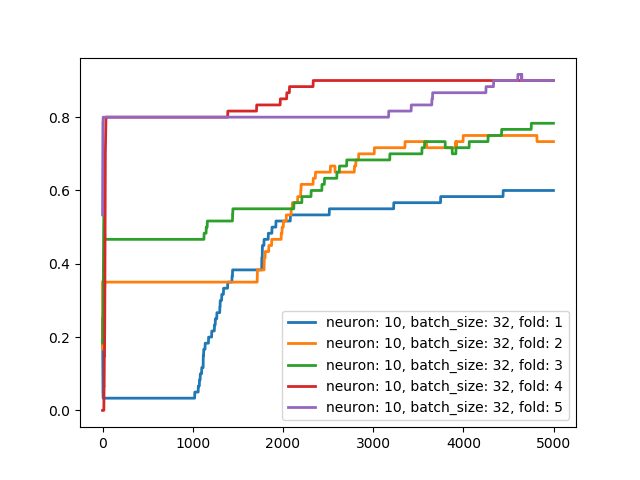 0.8
0.6
0.4
0.2
0.0
0
1000
2000
3000
4000
5000
neuron: 10, batch_size: 32, fold: 1
neuron: 10, batch_size: 32, fold: 2
neuron: 10, batch_size: 32, fold: 3
neuron: 10, batch_size: 32, fold: 4
neuron: 10, batch_size: 32, fold: 5